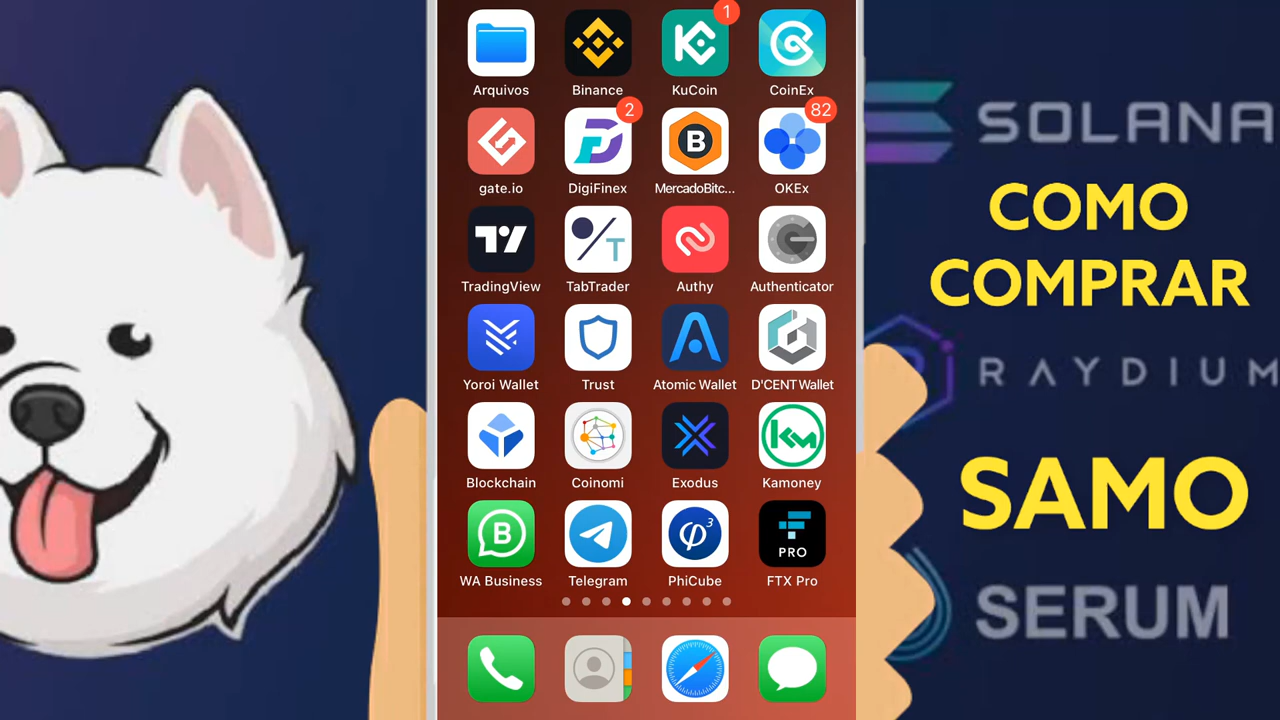 1
Arquivos
Binance
KuCoin
CoinEx
2
82
gate.io
DigiFinex
B
MercadoBitc...
OKEx
TradingView
T
TabTrader
Authy
Authenticator
Yoroi Wallet
Trust
Atomic Wallet
D'CENT Wallet
Blockchain
Coinomi
Exodus
Kamoney
B
3
PRO
WA Business
Telegram
PhiCube
FTX Pro
SOLANA
COMO
COMPRAR
RAYDIUM
SAMO
SERUM